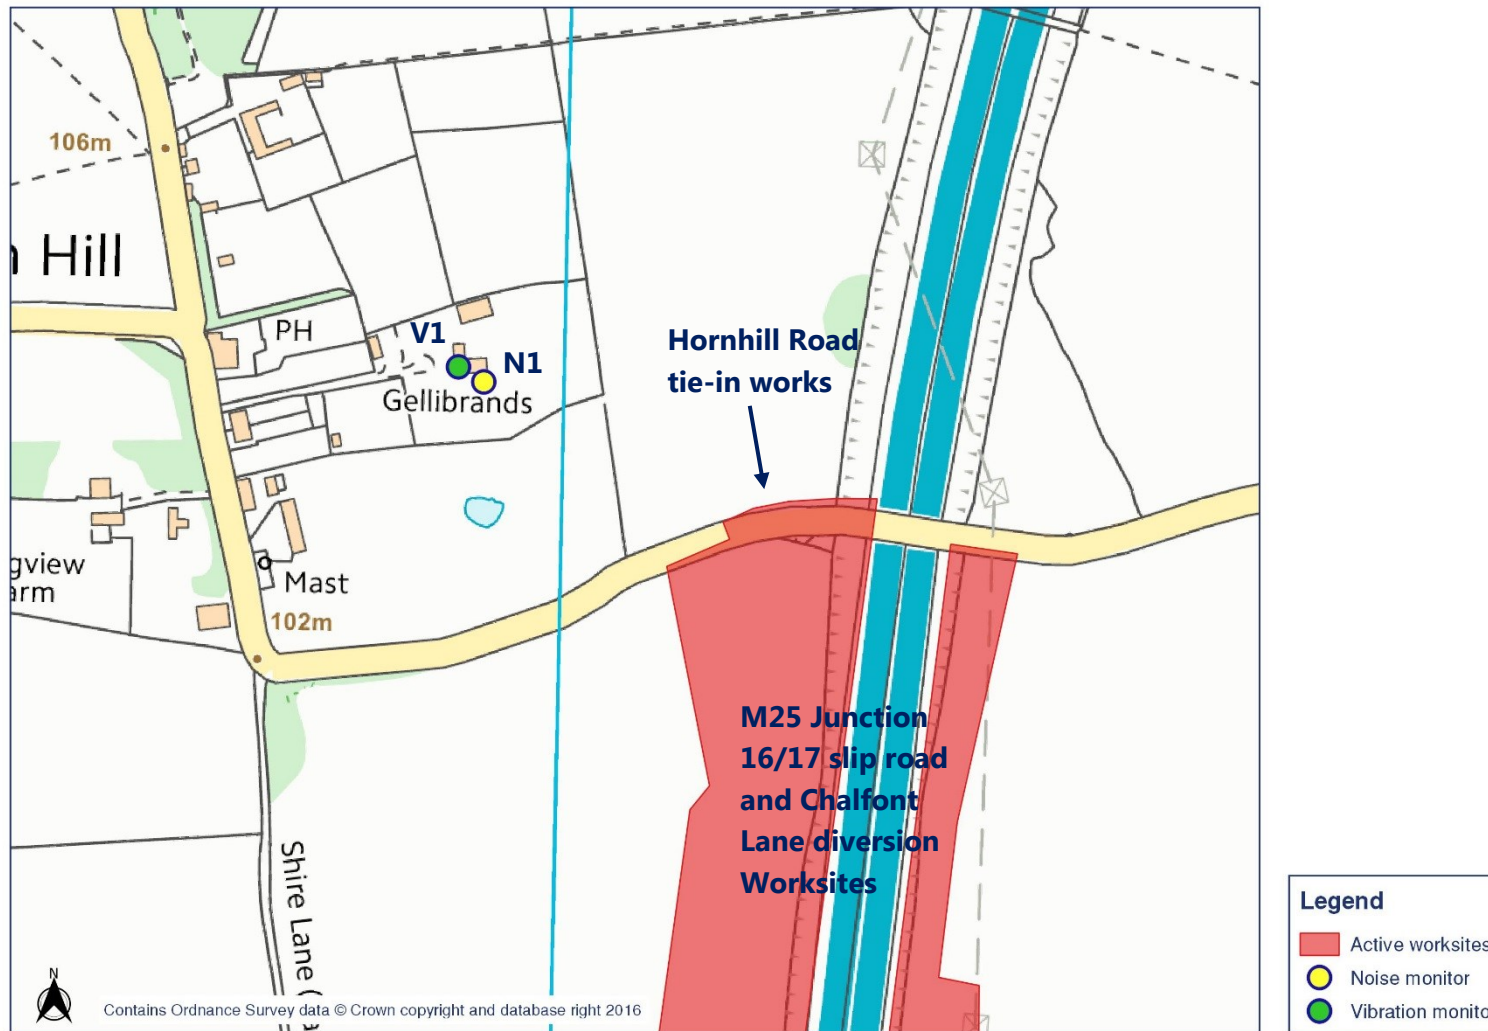 106m
n Hill
PH
V1
N1
Gellibrands
Hornhill Road
tie-in works
gview
arm
Mast
102m
M25 Junction
16/17 slip road
and Chalfont
Lane diversion
Worksites
Shire Lane
N
Contains Ordnance Survey data © Crown copyright and database right 2016
Legend
Active worksites
Noise monitor
Vibration monito